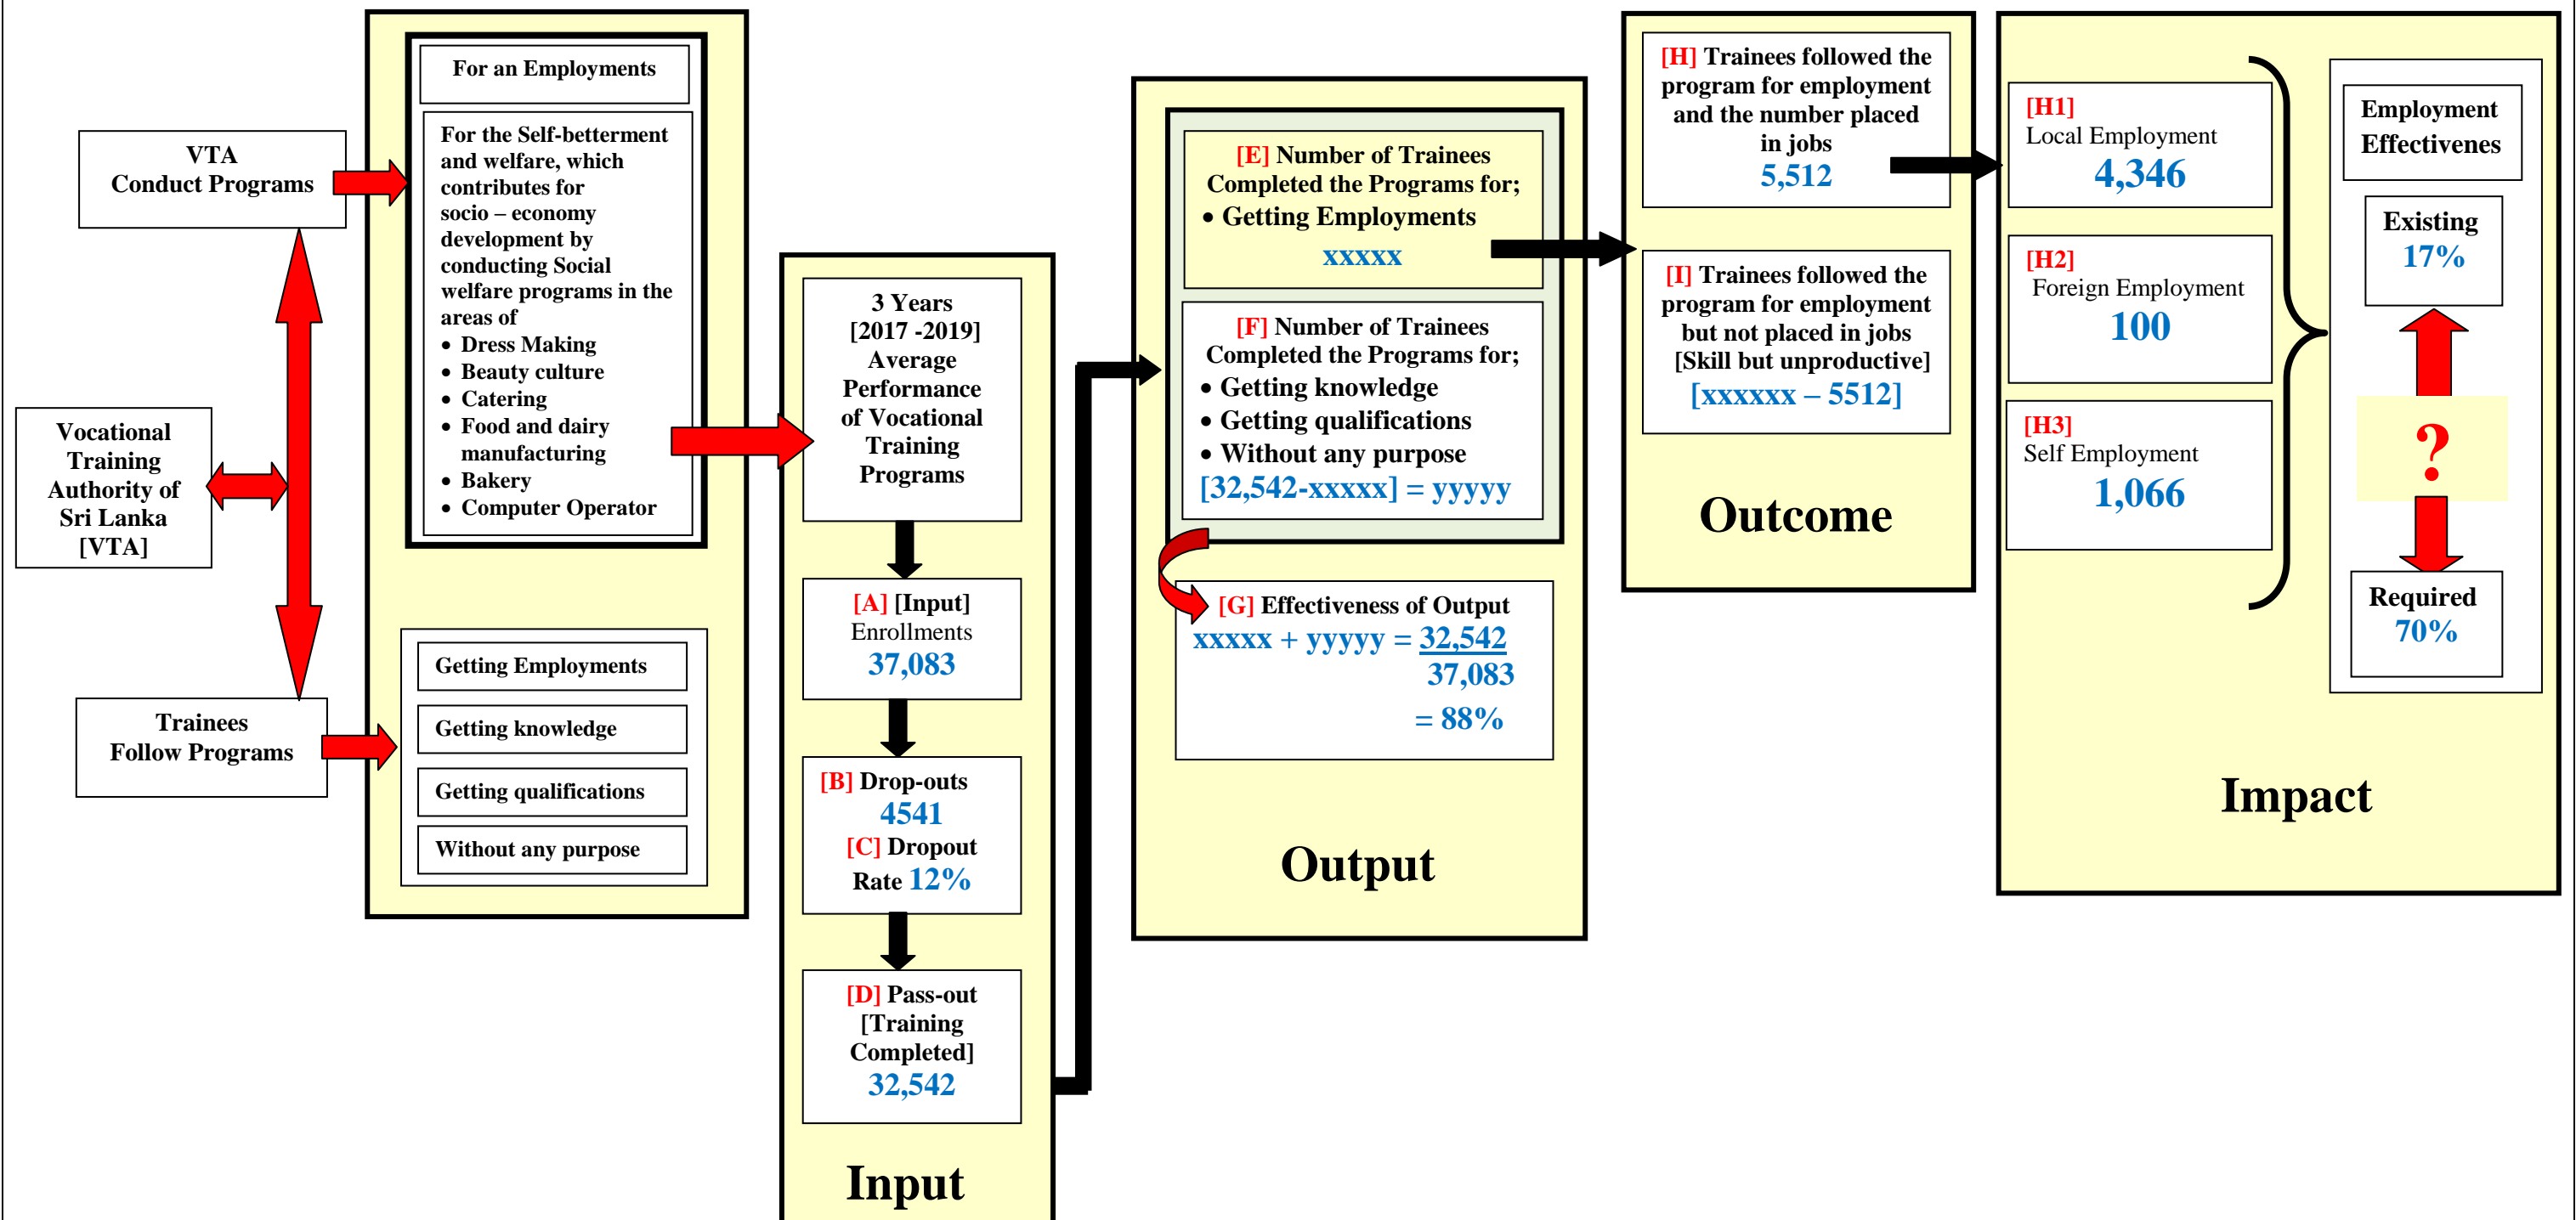 VTA
Conduct Programs
Vocational
Training
Authority of
Sri Lanka
[VTA]
Trainees
Follow Programs
For an Employments
For the Self-betterment
and welfare, which
contributes for
socio – economy
development by
conducting Social
welfare programs in the
areas of
• Dress Making
• Beauty culture
• Catering
• Food and dairy
manufacturing
• Bakery
• Computer Operator
Getting Employments
Getting knowledge
Getting qualifications
Without any purpose
3 Years
[2017 -2019]
Average
Performance
of Vocational
Training
Programs
[A] [Input]
Enrollments
37,083
[B] Drop-outs
4541
[C] Dropout
Rate 12%
[D] Pass-out
[Training
Completed]
32,542
Input
[E] Number of Trainees
Completed the Programs for;
• Getting Employments
xxxxx
[F] Number of Trainees
Completed the Programs for;
• Getting knowledge
• Getting qualifications
• Without any purpose
[32,542-xxxxx] = yyyyy
[G] Effectiveness of Output
xxxxx + yyyyy = 32,542
37,083
= 88%
Output
[H] Trainees followed the
program for employment
and the number placed
in jobs
5,512
[I] Trainees followed the
program for employment
but not placed in jobs
[Skill but unproductive]
[xxxxxx – 5512]
Outcome
[H1]
Local Employment
4,346
[H2]
Foreign Employment
100
[H3]
Self Employment
1,066
Employment
Effectivenes
Existing
17%
?
Required
70%
Impact